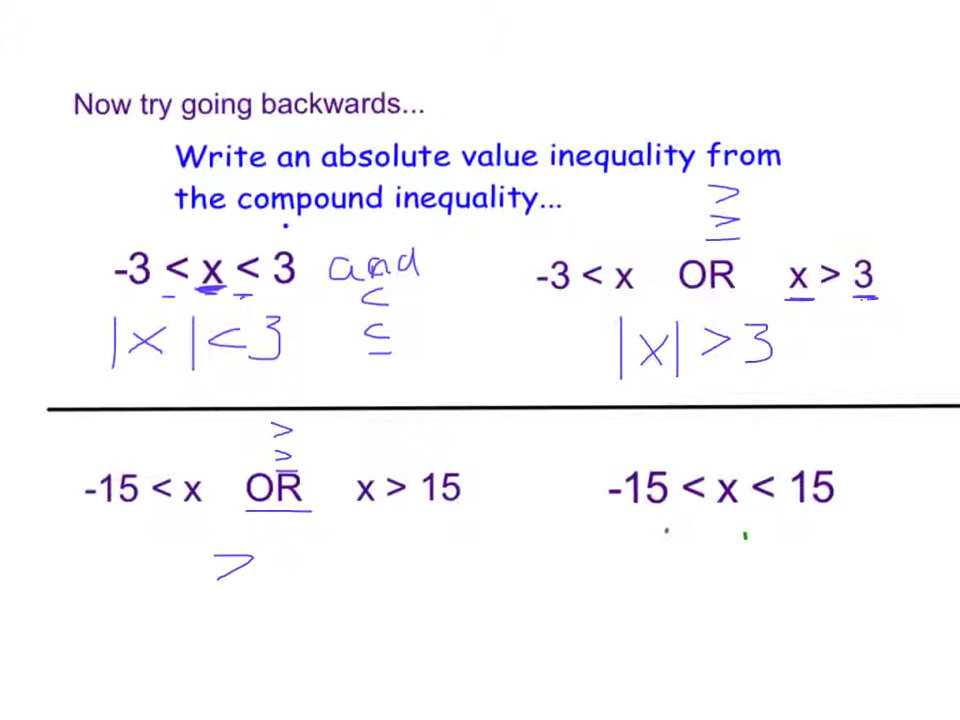 Now try going backwards...
Write an absolute value inequality from
the compound inequality...
>
≥
-3 < x < 3 and
<
≤
|x| < 3
-3 < x OR x > 3
|x| > 3
>
≥
-15 < x OR x > 15
>
-15 < x < 15